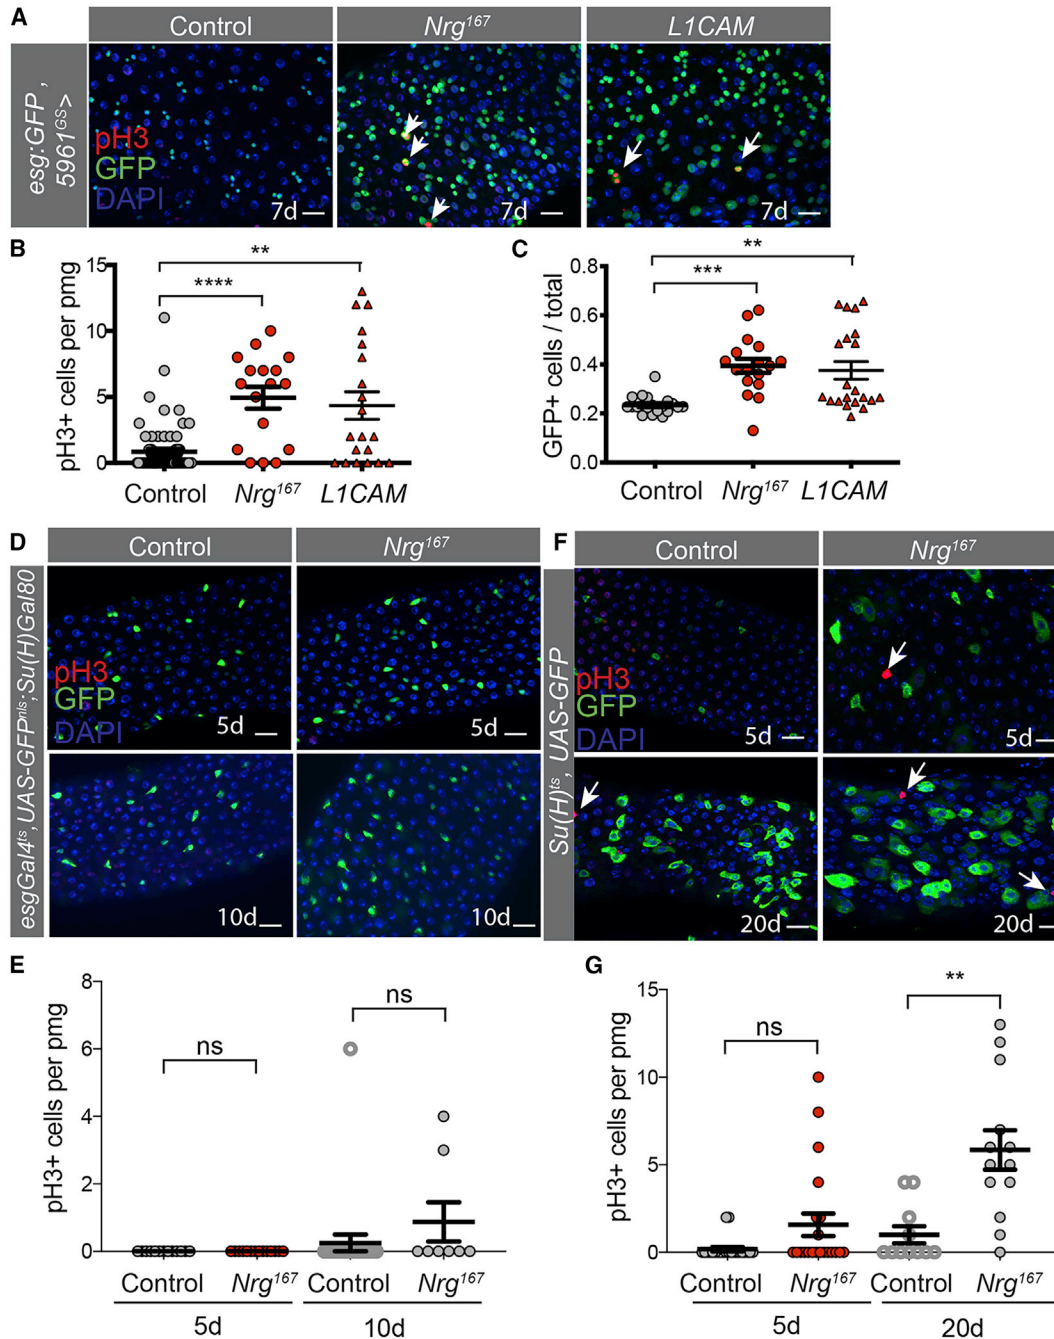 A
Control
Nrg¹⁶⁷
L1CAM
esg:GFP,
5961ᴳˢ>
pH3
GFP
DAPI
7d
7d
7d
B
pH3+ cells per pmg
15
10
5
0
**
****
Control
Nrg¹⁶⁷
L1CAM
C
GFP+ cells / total
0.8
0.6
0.4
0.2
0.0
**
***
Control
Nrg¹⁶⁷
L1CAM
D
Control
Nrg¹⁶⁷
esgGal4ᵗˢ,UAS-GFPⁿˡˢ;Su(H)Gal80
pH3
GFP
DAPI
5d
5d
10d
10d
F
Control
Nrg¹⁶⁷
Su(H)ᵗˢ, UAS-GFP
pH3
GFP
DAPI
5d
5d
20d
20d
E
pH3+ cells per pmg
8
6
4
2
0
ns
ns
Control
Nrg¹⁶⁷
Control
Nrg¹⁶⁷
5d
10d
G
pH3+ cells per pmg
15
10
5
0
ns
**
Control
Nrg¹⁶⁷
Control
Nrg¹⁶⁷
5d
20d